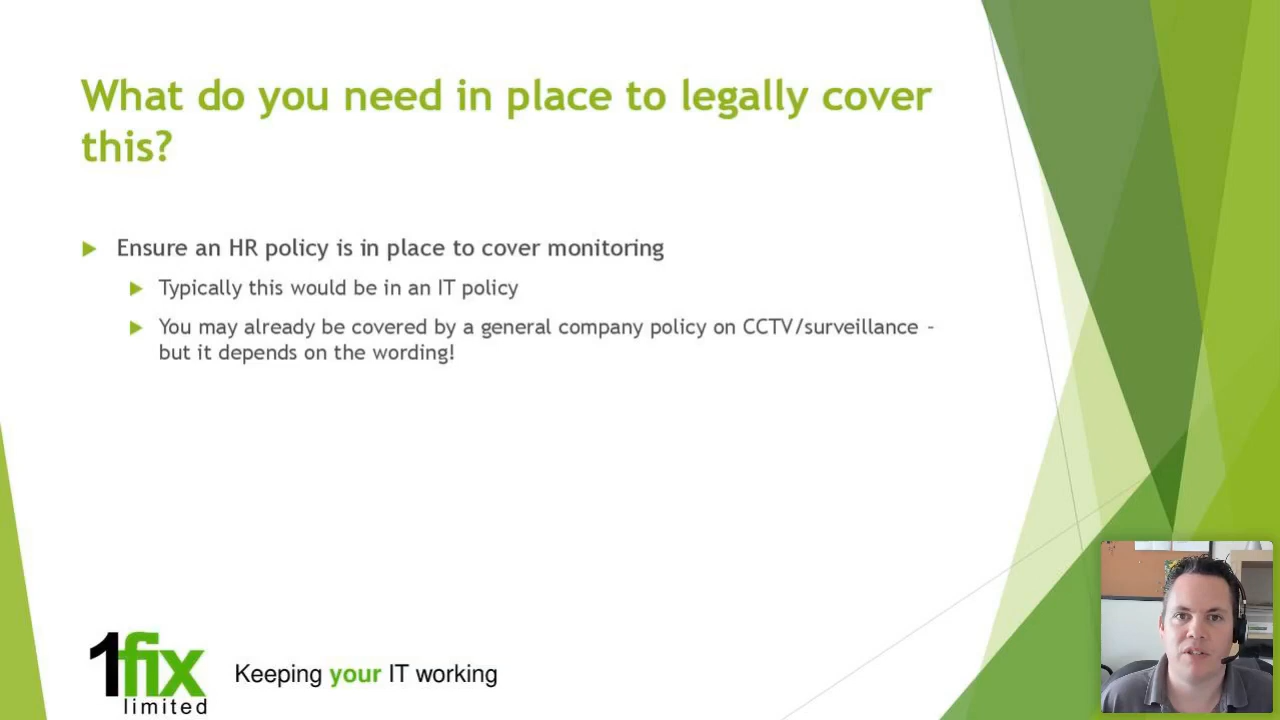 What do you need in place to legally cover
this?
Ensure an HR policy is in place to cover monitoring
Typically this would be in an IT policy
You may already be covered by a general company policy on CCTV/surveillance -
but it depends on the wording!
1fix
limited
Keeping your IT working